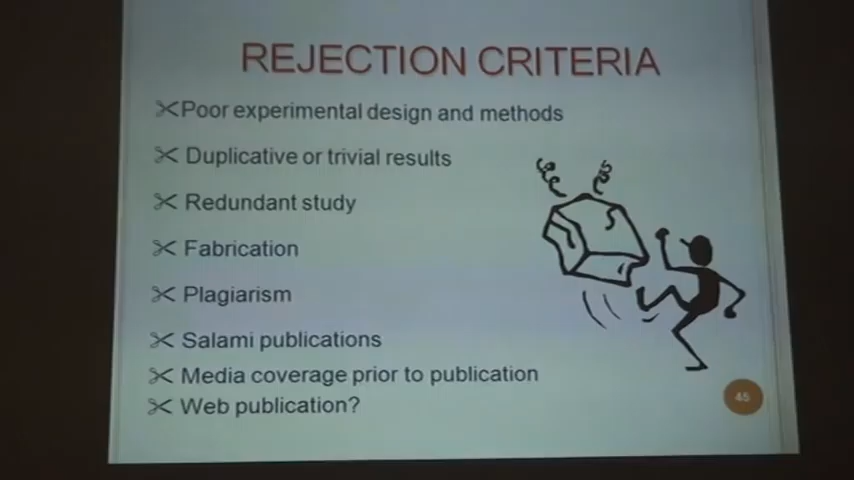 REJECTION CRITERIA
Poor experimental design and methods
Duplicative or trivial results
Redundant study
Fabrication
Plagiarism
Salami publications
Media coverage prior to publication
Web publication?
45